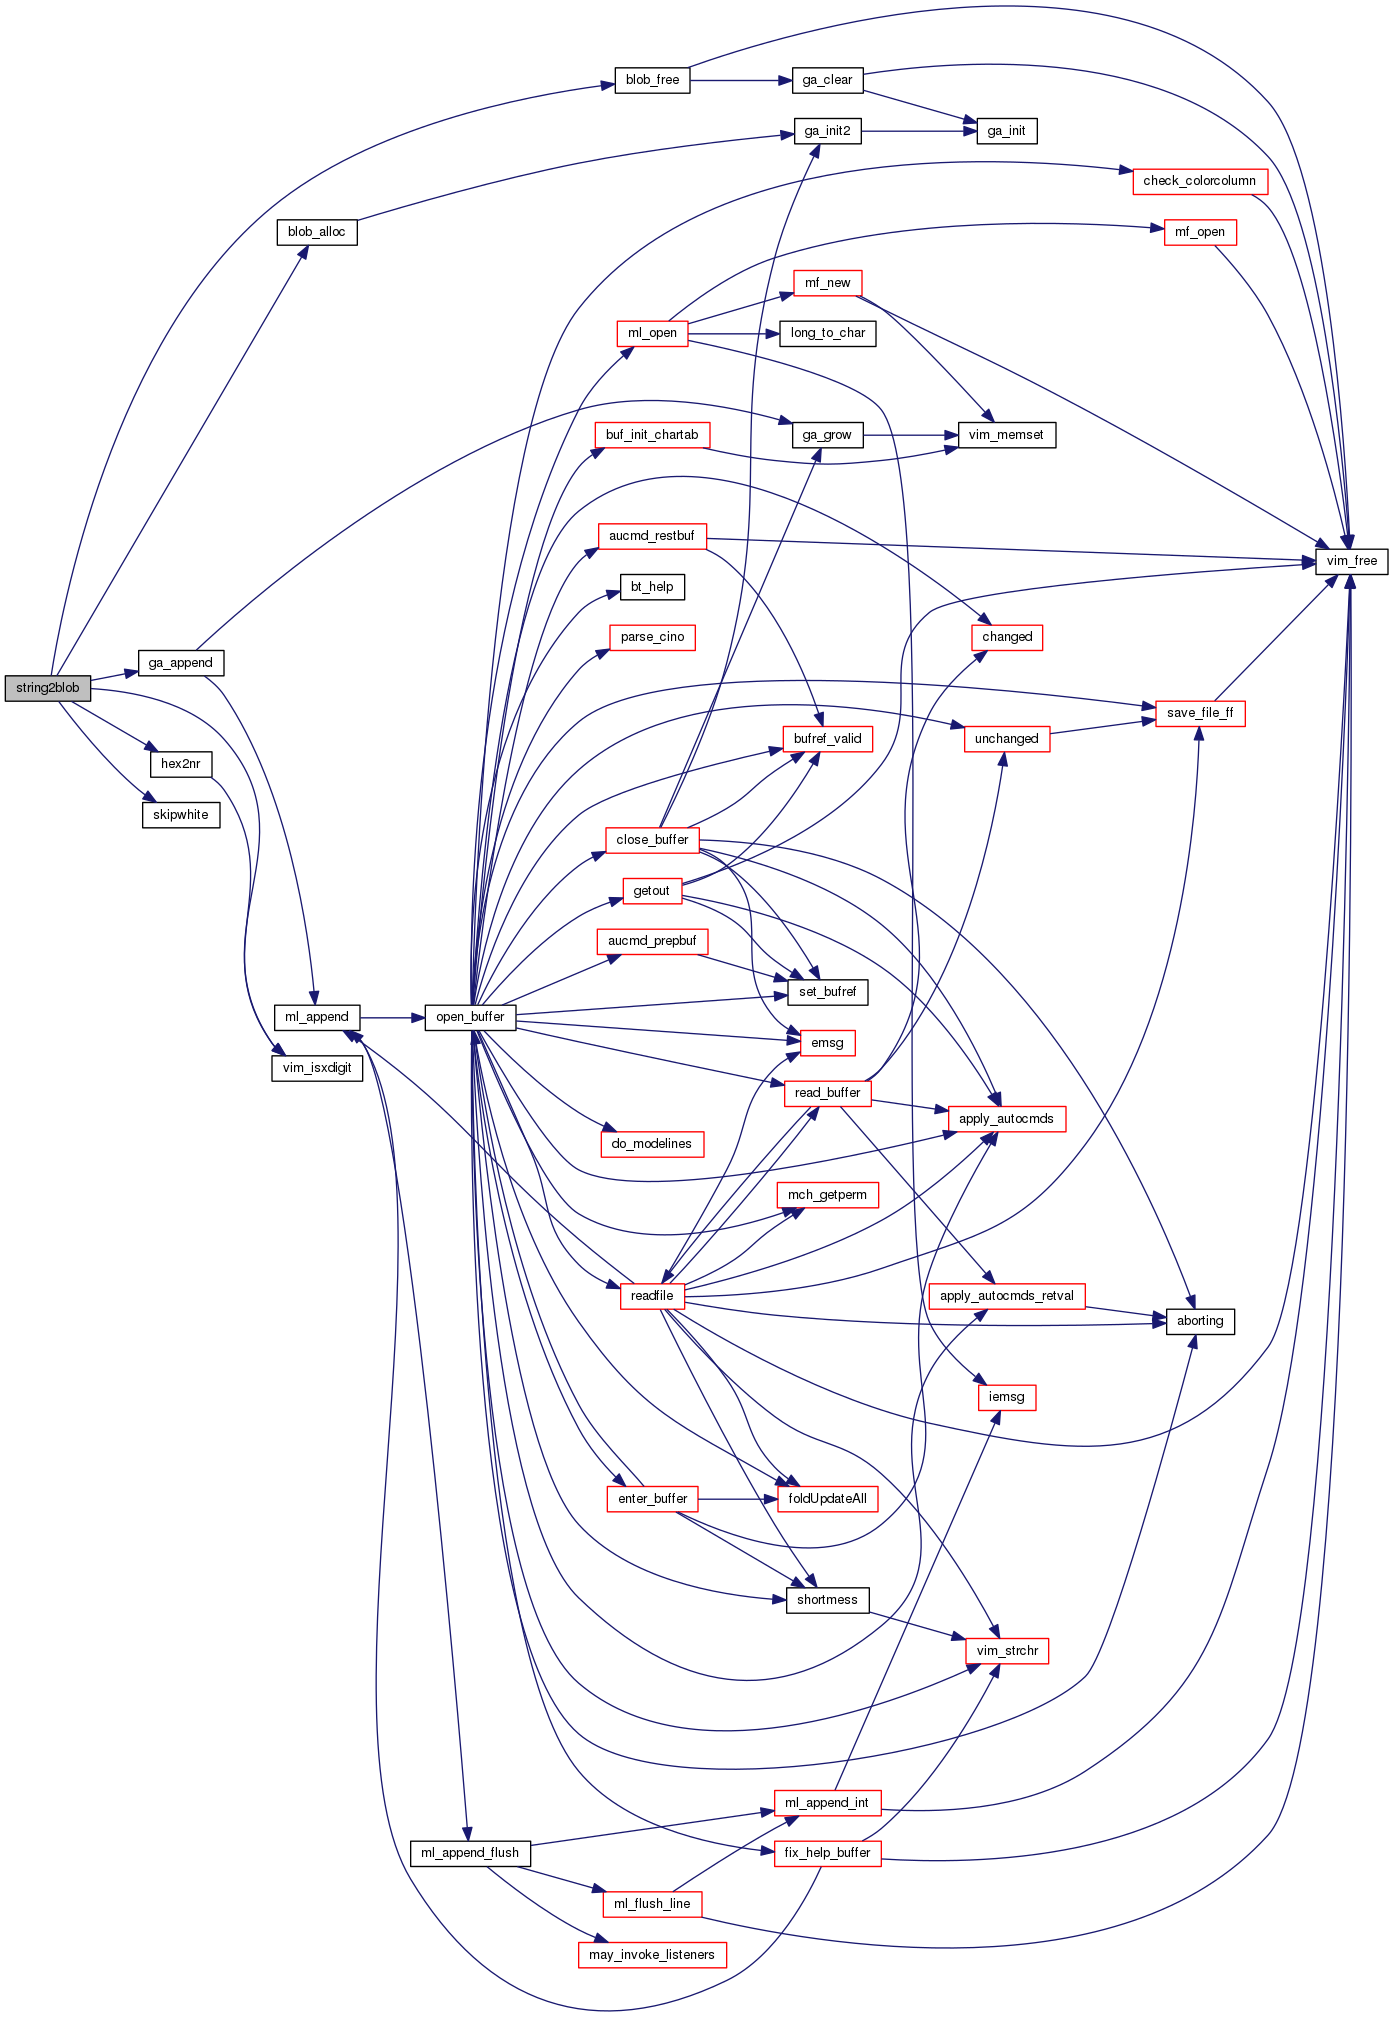 blob_free
ga_clear
ga_init2
ga_init
check_colorcolumn
blob_alloc
mf_open
mf_new
ml_open
long_to_char
buf_init_chartab
ga_grow
vim_memset
aucmd_restbuf
vim_free
bt_help
parse_cino
changed
ga_append
string2blob
save_file_ff
bufref_valid
unchanged
hex2nr
skipwhite
close_buffer
getout
aucmd_prepbuf
set_bufref
ml_append
open_buffer
emsg
vim_isxdigit
read_buffer
apply_autocmds
do_modelines
mch_getperm
readfile
apply_autocmds_retval
aborting
iemsg
enter_buffer
foldUpdateAll
shortmess
vim_strchr
ml_append_int
ml_append_flush
fix_help_buffer
ml_flush_line
may_invoke_listeners